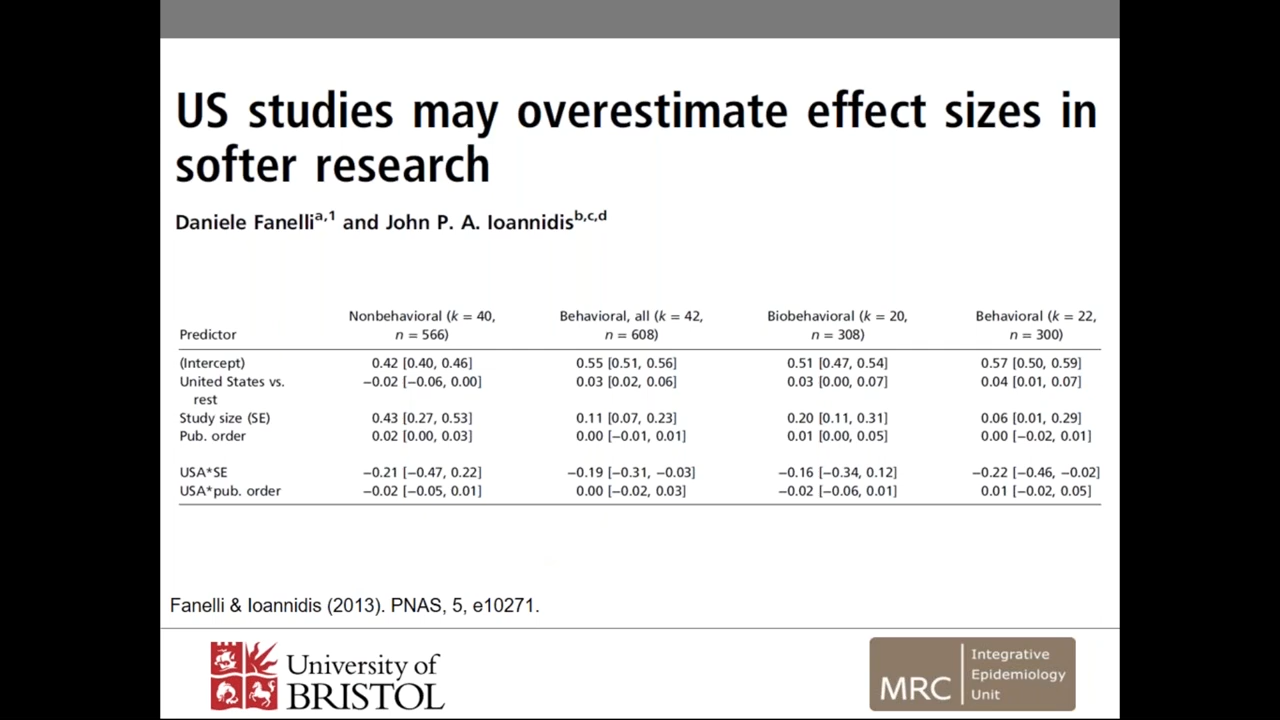 US studies may overestimate effect sizes in
softer research
Daniele Fanelli a,1 and John P. A. Ioannidis b,c,d
Nonbehavioral (k = 40, Behavioral, all (k = 42, Biobehavioral (k = 20, Behavioral (k = 22,
Predictor n = 566) n = 608) n = 308) n = 300)
(Intercept) 0.42 [0.40, 0.46] 0.55 [0.51, 0.56] 0.51 [0.47, 0.54] 0.57 [0.50, 0.59]
United States vs. −0.02 [−0.06, 0.00] 0.03 [0.02, 0.06] 0.03 [0.00, 0.07] 0.04 [0.01, 0.07]
rest
Study size (SE) 0.43 [0.27, 0.53] 0.11 [0.07, 0.23] 0.20 [0.11, 0.31] 0.06 [0.01, 0.29]
Pub. order 0.02 [0.00, 0.03] 0.00 [−0.01, 0.01] 0.01 [0.00, 0.05] 0.00 [−0.02, 0.01]
USA*SE −0.21 [−0.47, 0.22] −0.19 [−0.31, −0.03] −0.16 [−0.34, 0.12] −0.22 [−0.46, −0.02]
USA*pub. order −0.02 [−0.05, 0.01] 0.00 [−0.02, 0.03] −0.02 [−0.06, 0.01] 0.01 [−0.02, 0.05]
Fanelli & Ioannidis (2013). PNAS, 5, e10271.
University of
BRISTOL
MRC
Integrative
Epidemiology
Unit